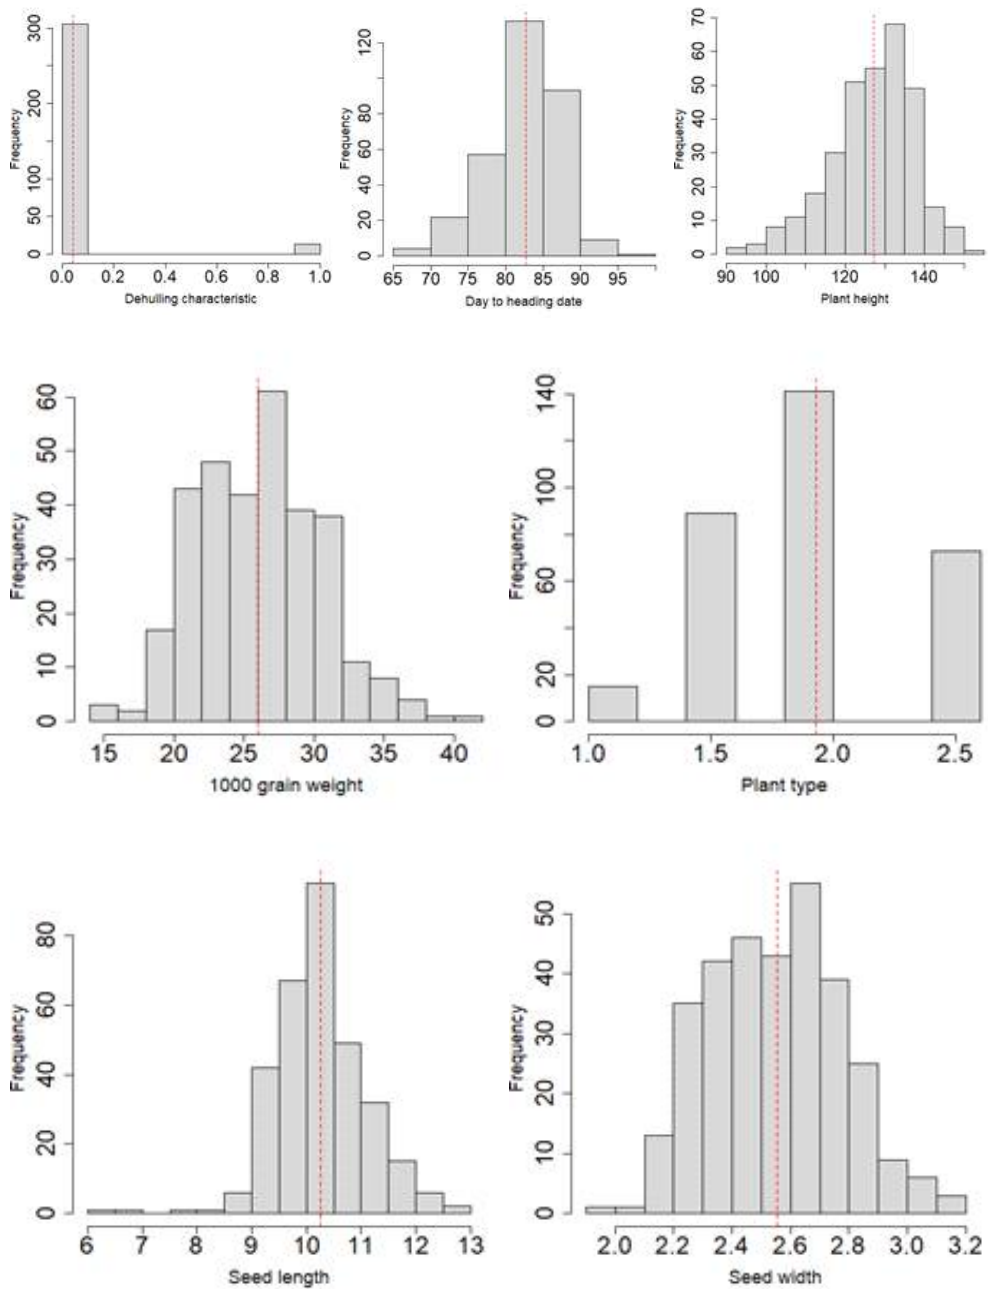 Frequency
300
200
100
50
0
0.0 0.2 0.4 0.6 0.8 1.0
Dehulling characteristic
Frequency
120
80
60
40
20
0
65 70 75 80 85 90 95
Day to heading date
Frequency
70
60
50
40
30
20
10
0
90 100 120 140
Plant height
Frequency
60
50
40
30
20
10
0
15 20 25 30 35 40
1000 grain weight
Frequency
140
100
60
20
0
1.0 1.5 2.0 2.5
Plant type
Frequency
80
60
40
20
0
6 7 8 9 10 11 12 13
Seed length
Frequency
50
40
30
20
10
0
2.0 2.2 2.4 2.6 2.8 3.0 3.2
Seed width